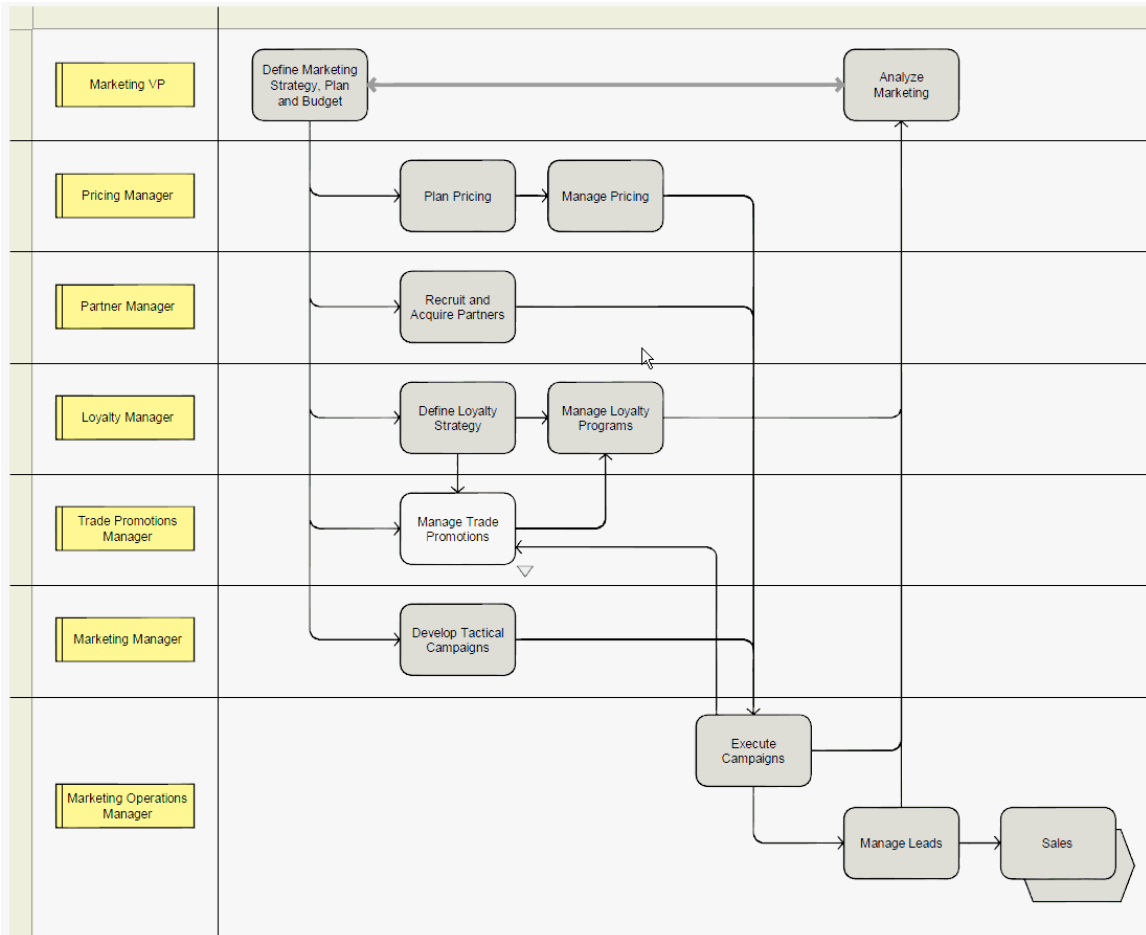 Marketing VP
Define Marketing
Strategy, Plan
and Budget
Analyze
Marketing
Pricing Manager
Plan Pricing
Manage Pricing
Partner Manager
Recruit and
Acquire Partners
Loyalty Manager
Define Loyalty
Strategy
Manage Loyalty
Programs
Trade Promotions
Manager
Manage Trade
Promotions
Marketing Manager
Develop Tactical
Campaigns
Marketing Operations
Manager
Execute
Campaigns
Manage Leads
Sales